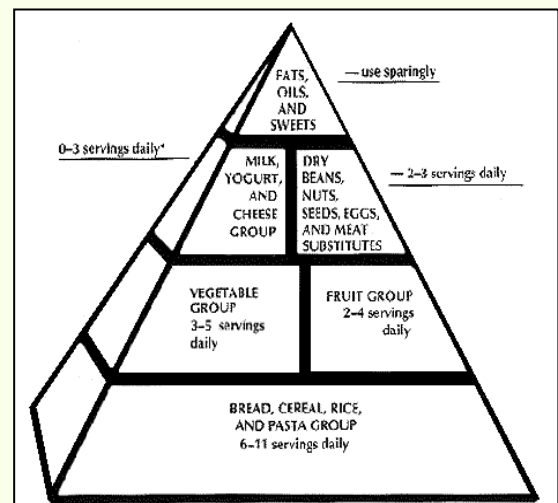 FATS,
OILS,
AND
SWEETS
— use sparingly
0–3 servings daily*
MILK,
YOGURT,
AND
CHEESE
GROUP
DRY
BEANS,
NUTS,
SEEDS, EGGS,
AND MEAT
SUBSTITUTES
— 2–3 servings daily
VEGETABLE
GROUP
3–5 servings
daily
FRUIT GROUP
2–4 servings
daily
BREAD, CEREAL, RICE,
AND PASTA GROUP
6–11 servings daily